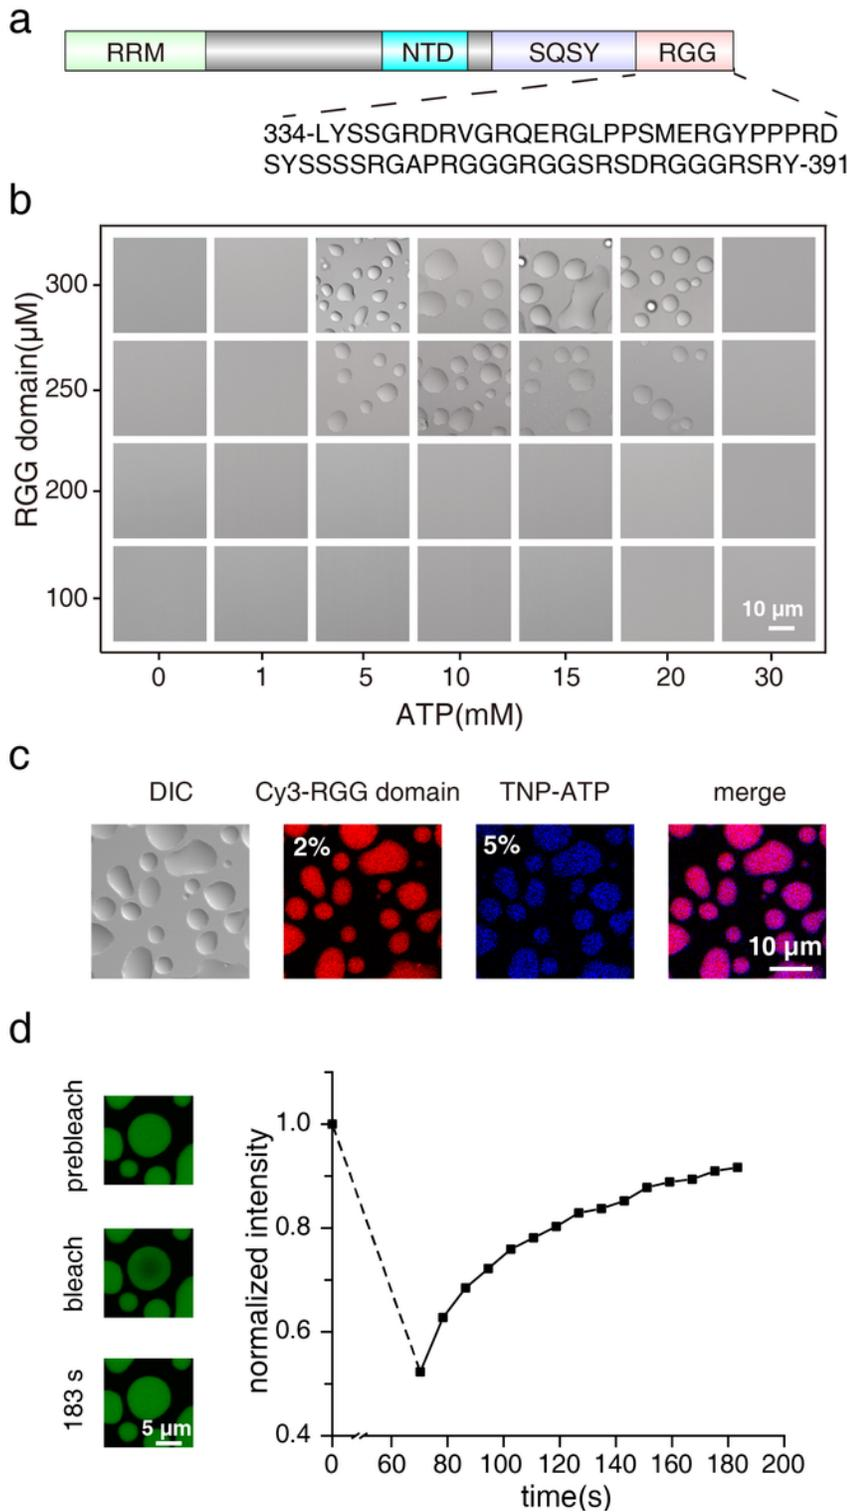 a
RRM NTD SQSY RGG
334-LYSSGRDRVGRQERGLPPSMERGYPPPRD
SYSSSSRGAPRGGGRGGSRSDRGGGRSRY-391
b
RGG domain(μM)
300
250
200
100
10 μm
0 1 5 10 15 20 30
ATP(mM)
c
DIC Cy3-RGG domain TNP-ATP merge
2% 5%
10 μm
d
prebleach
bleach
183 s
5 μm
normalized intensity
1.0
0.8
0.6
0.4
0 60 80 100 120 140 160 180 200
time(s)